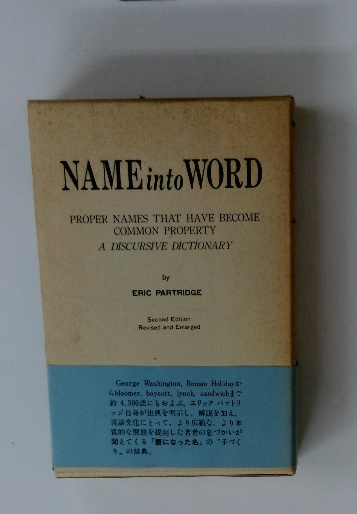 NAME into WORD
PROPER NAMES THAT HAVE BECOME
COMMON PROPERTY
A DISCURSIVE DICTIONARY
by
ERIC PARTRIDGE
Second Edition
Revised and Enlarged
George Washington, Roman Holidayか
らbloomer, boycott, lynch, sandwichまで
約4,500語にもおよぶ、エリック パートリ
ッジ自身が出典を明示し、解説を加え、
言語文化にとって、より広範な、より本
質的な問題を提起した著者の息づかいが
聞えてくる「語になった名」の“手づく
り”の辞典。